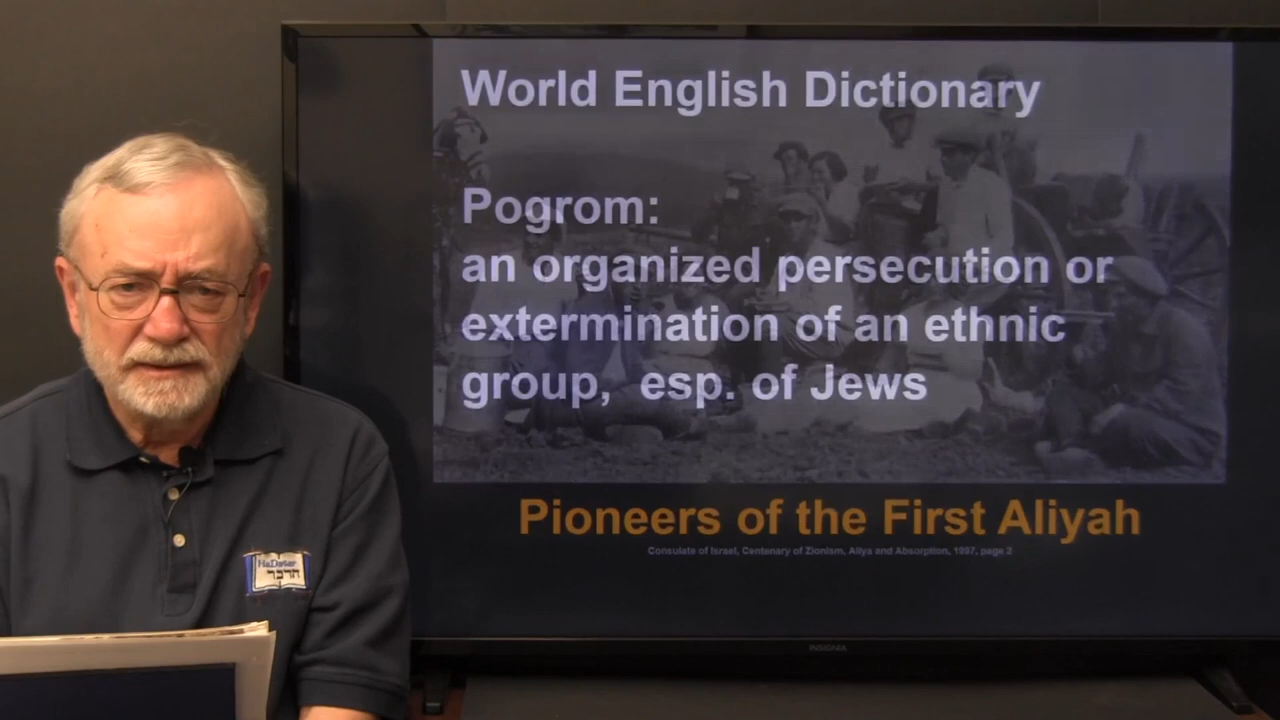 World English Dictionary
Pogrom:
an organized persecution or
extermination of an ethnic
group, esp. of Jews
Pioneers of the First Aliyah
Consulate of Israel, Centenary of Zionism, Aliya and Absorption, 1997, page 2
INSIGNIA
HaDavar
הדבר